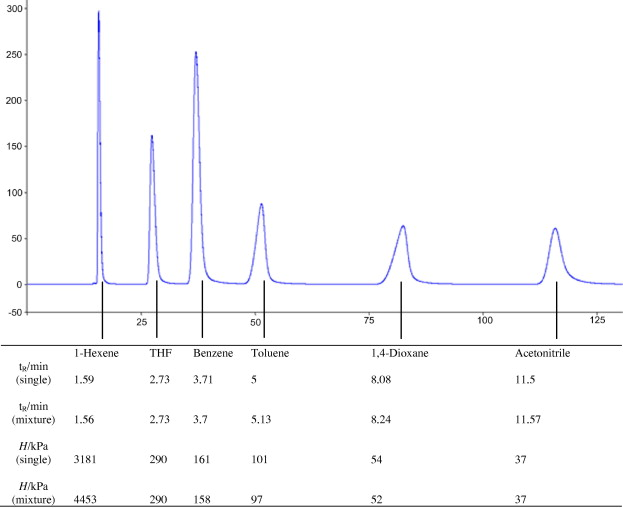 300
250
200
150
100
50
0
-50
25 50 75 100 125
1-Hexene THF Benzene Toluene 1,4-Dioxane Acetonitrile
tR/min
(single) 1.59 2.73 3.71 5 8.08 11.5
tR/min
(mixture) 1.56 2.73 3.7 5.13 8.24 11.57
H/kPa
(single) 3181 290 161 101 54 37
H/kPa
(mixture) 4453 290 158 97 52 37